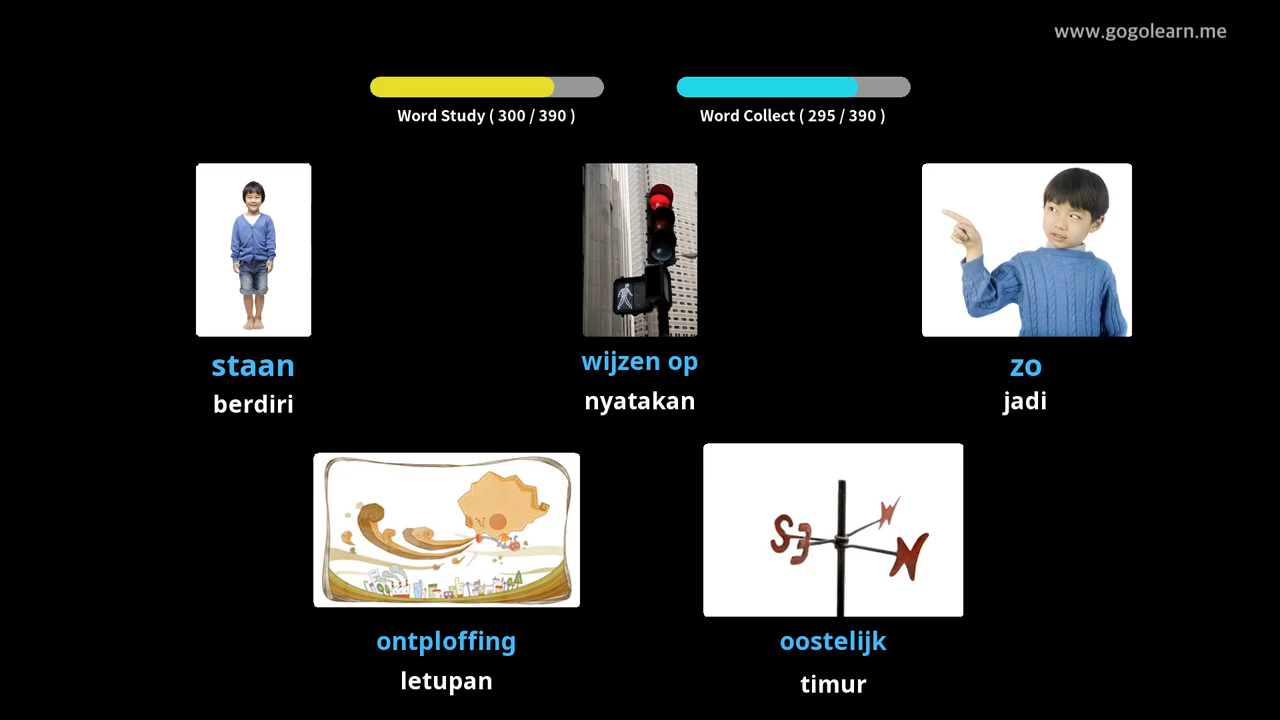 www.gogolearn.me
Word Study ( 300 / 390 )
Word Collect ( 295 / 390 )
staan
berdiri
wijzen op
nyatakan
zo
jadi
ontploffing
letupan
oostelijk
timur